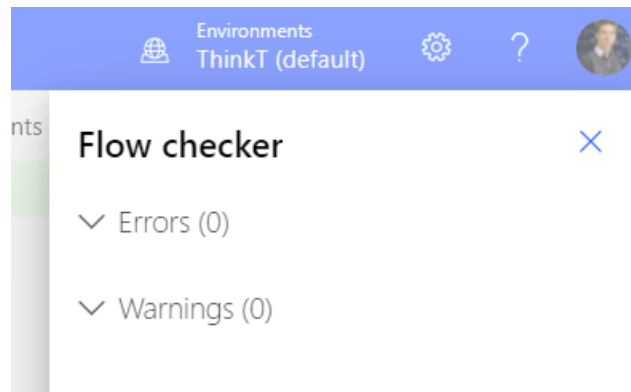 Environments
ThinkT (default)
?
nts
Flow checker
Errors (0)
Warnings (0)